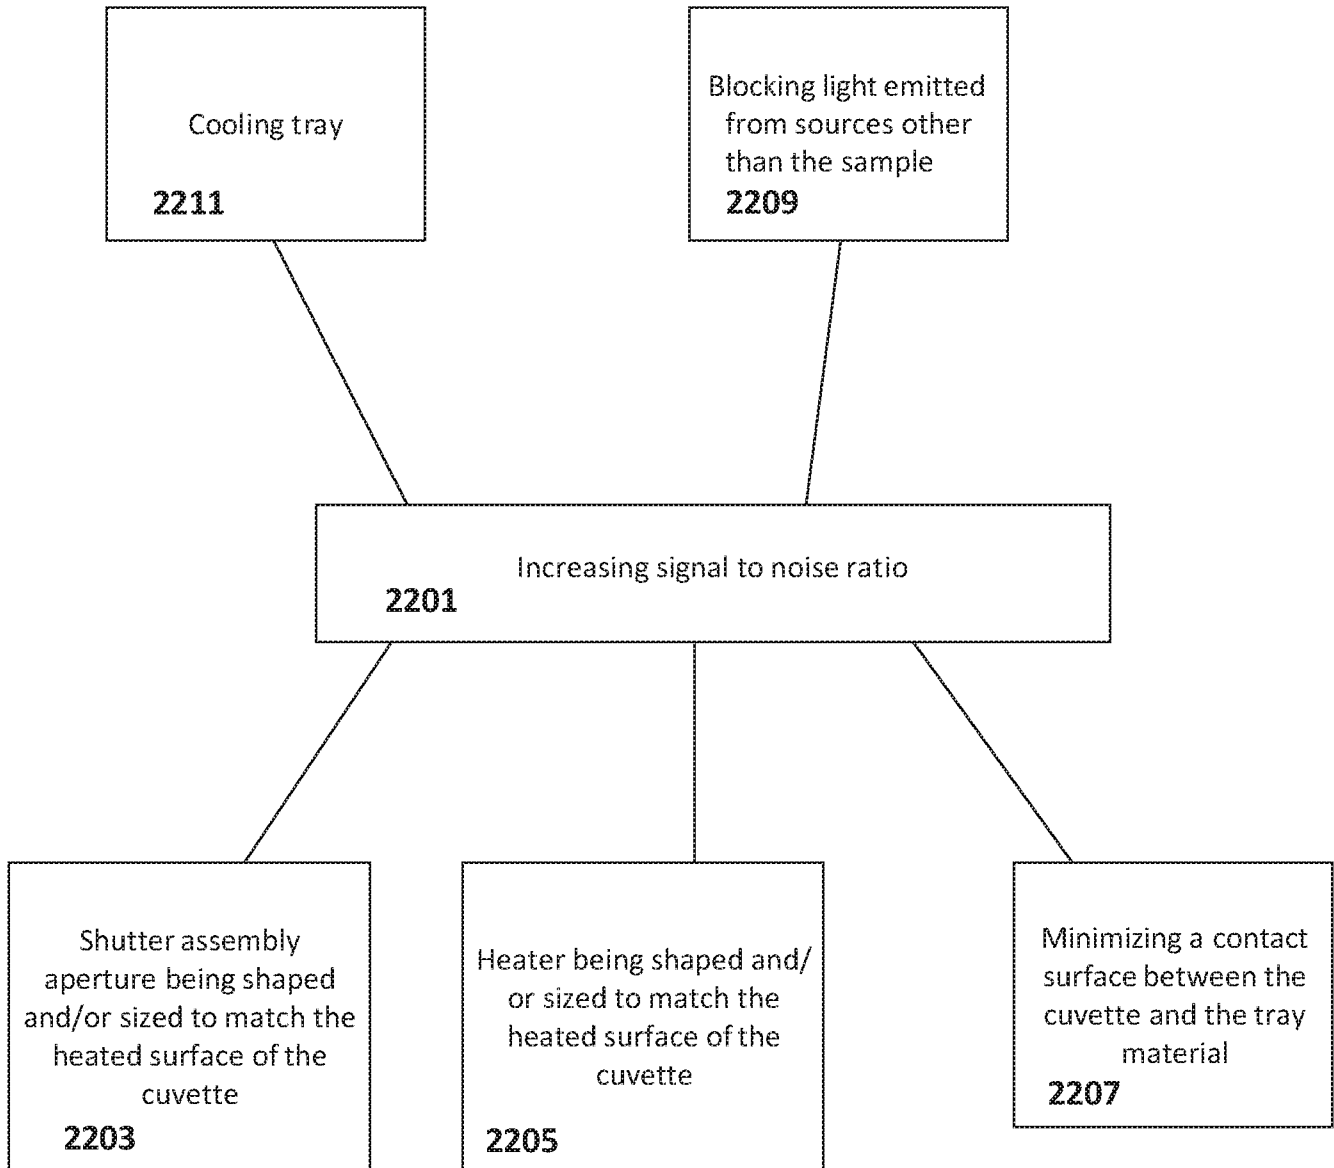 Cooling tray
2211
Blocking light emitted
from sources other
than the sample
2209
Increasing signal to noise ratio
2201
Shutter assembly
aperture being shaped
and/or sized to match the
heated surface of the
cuvette
2203
Heater being shaped and/
or sized to match the
heated surface of the
cuvette
2205
Minimizing a contact
surface between the
cuvette and the tray
material
2207